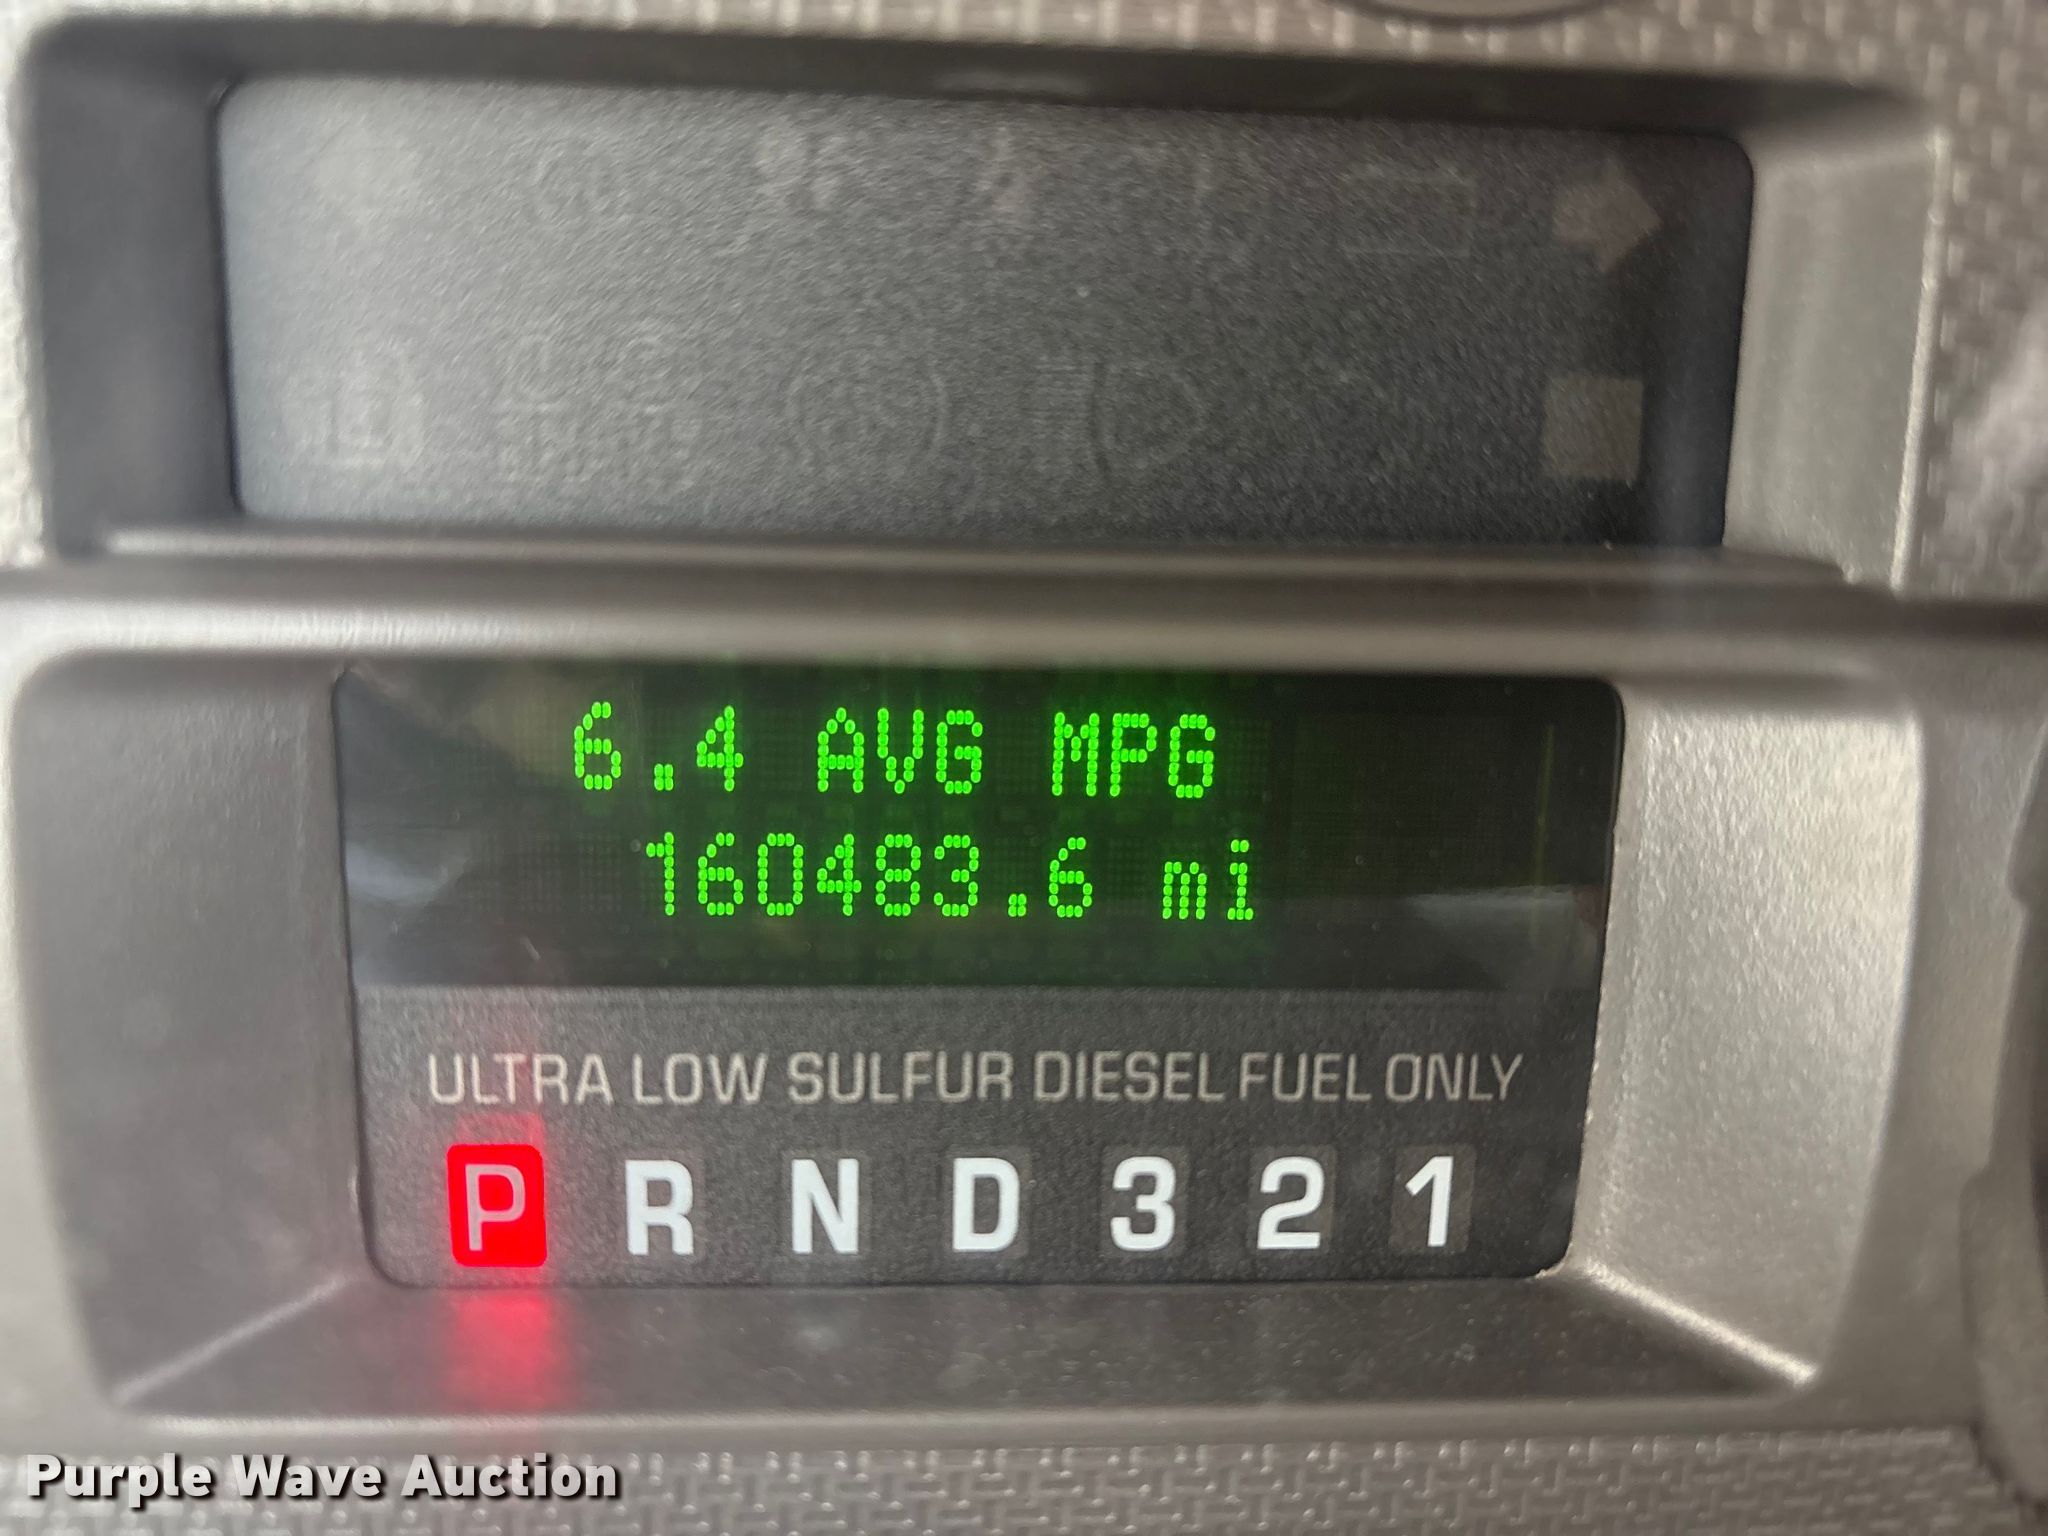 6.4 AVG MPG
160483.6 mi
ULTRA LOW SULFUR DIESEL FUEL ONLY
P R N D 3 2 1
Purple Wave Auction